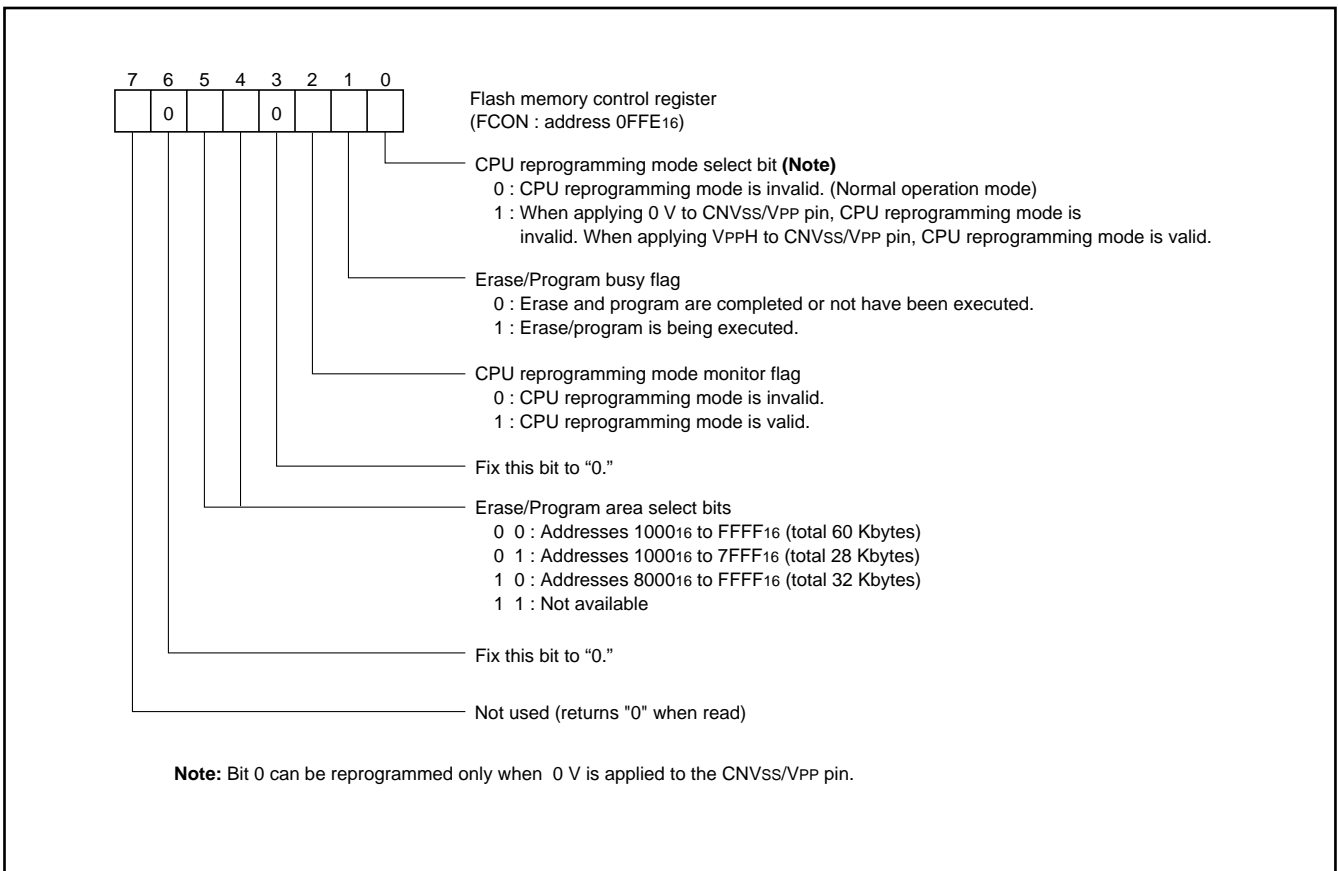 7 6 5 4 3 2 1 0
0 0
Flash memory control register
(FCON : address 0FFE16)
CPU reprogramming mode select bit (Note)
0 : CPU reprogramming mode is invalid. (Normal operation mode)
1 : When applying 0 V to CNVSS/VPP pin, CPU reprogramming mode is
invalid. When applying VPPH to CNVSS/VPP pin, CPU reprogramming mode is valid.
Erase/Program busy flag
0 : Erase and program are completed or not have been executed.
1 : Erase/program is being executed.
CPU reprogramming mode monitor flag
0 : CPU reprogramming mode is invalid.
1 : CPU reprogramming mode is valid.
Fix this bit to “0.”
Erase/Program area select bits
0 0 : Addresses 100016 to FFFF16 (total 60 Kbytes)
0 1 : Addresses 100016 to 7FFF16 (total 28 Kbytes)
1 0 : Addresses 800016 to FFFF16 (total 32 Kbytes)
1 1 : Not available
Fix this bit to “0.”
Not used (returns "0" when read)
Note: Bit 0 can be reprogrammed only when 0 V is applied to the CNVSS/VPP pin.